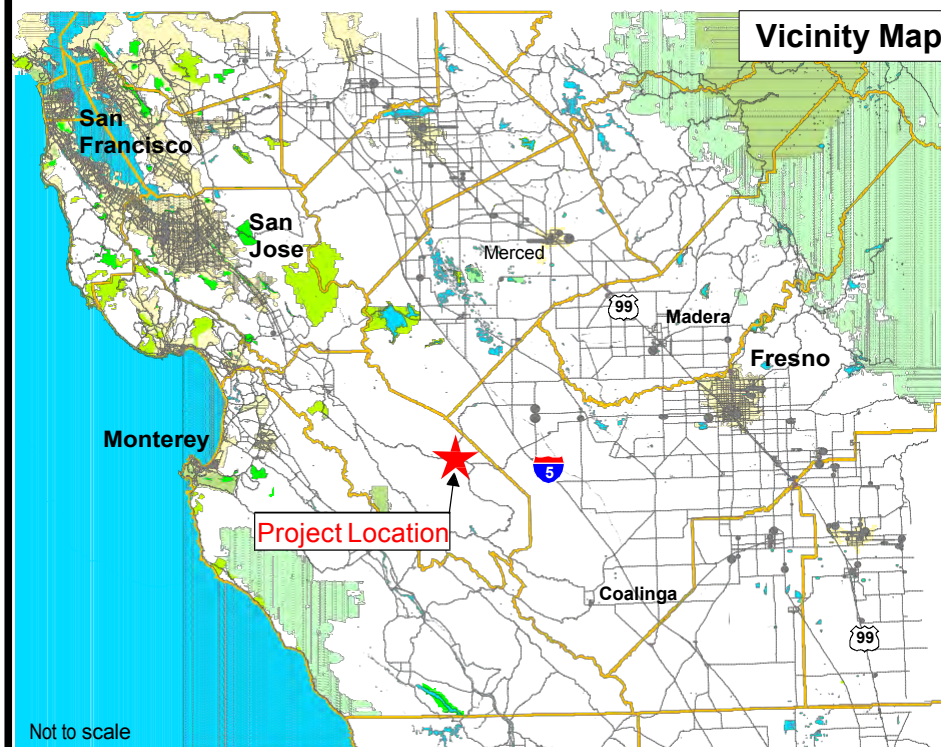 Vicinity Map
San
Francisco
San
Jose
Merced
99
Madera
Fresno
Monterey
5
Project Location
Coalinga
99
Not to scale